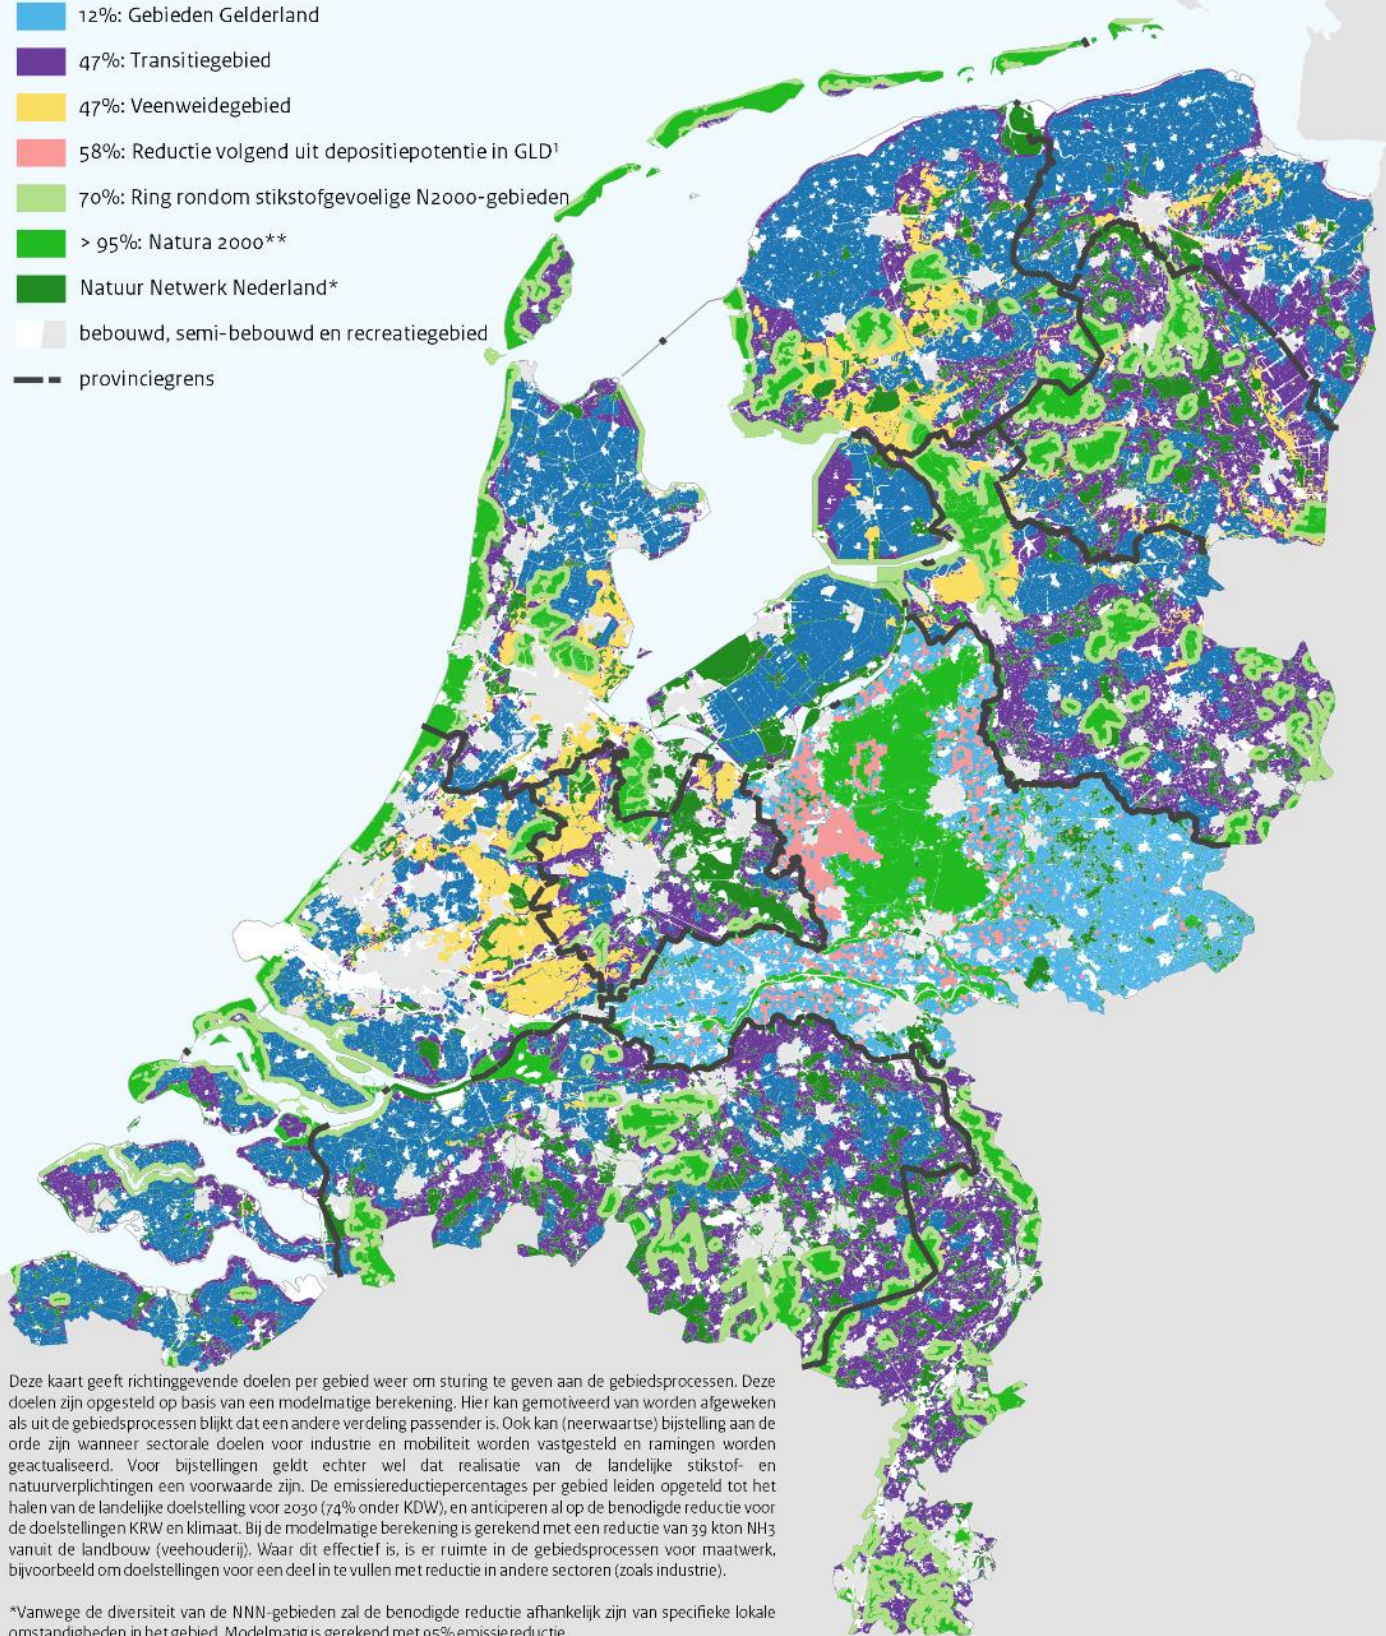 12%: Gebieden Gelderland
47%: Transitiegebied
47%: Veenweidegebied
58%: Reductie volgend uit depositiepotentie in GLD¹
70%: Ring rondom stikstofgevoelige N2000-gebieden
> 95%: Natura 2000**
Natuur Netwerk Nederland*
bebouwd, semi-bebouwd en recreatiegebied
provinciegrens
Deze kaart geeft richtinggevende doelen per gebied weer om sturing te geven aan de gebiedsprocessen. Deze
doelen zijn opgesteld op basis van een modelmatige berekening. Hier kan gemotiveerd van worden afgeweken
als uit de gebiedsprocessen blijkt dat een andere verdeling passender is. Ook kan (neerwaartse) bijstelling aan de
orde zijn wanneer sectorale doelen voor industrie en mobiliteit worden vastgesteld en ramingen worden
geactualiseerd. Voor bijstellingen geldt echter wel dat realisatie van de landelijke stikstof- en
natuurverplichtingen een voorwaarde zijn. De emissiereductiepercentages per gebied leiden opgeteld tot het
halen van de landelijke doelstelling voor 2030 (74% onder KDW), en anticiperen al op de benodigde reductie voor
de doelstellingen KRW en klimaat. Bij de modelmatige berekening is gerekend met een reductie van 39 kton NH3
vanuit de landbouw (veehouderij). Waar dit effectief is, is er ruimte in de gebiedsprocessen voor maatwerk,
bijvoorbeeld om doelstellingen voor een deel in te vullen met reductie in andere sectoren (zoals industrie).
*Vanwege de diversiteit van de NNN-gebieden zal de benodigde reductie afhankelijk zijn van specifieke lokale
omstandigheden in het gebied. Modelmatig is gerekend met 95% emissiereductie.